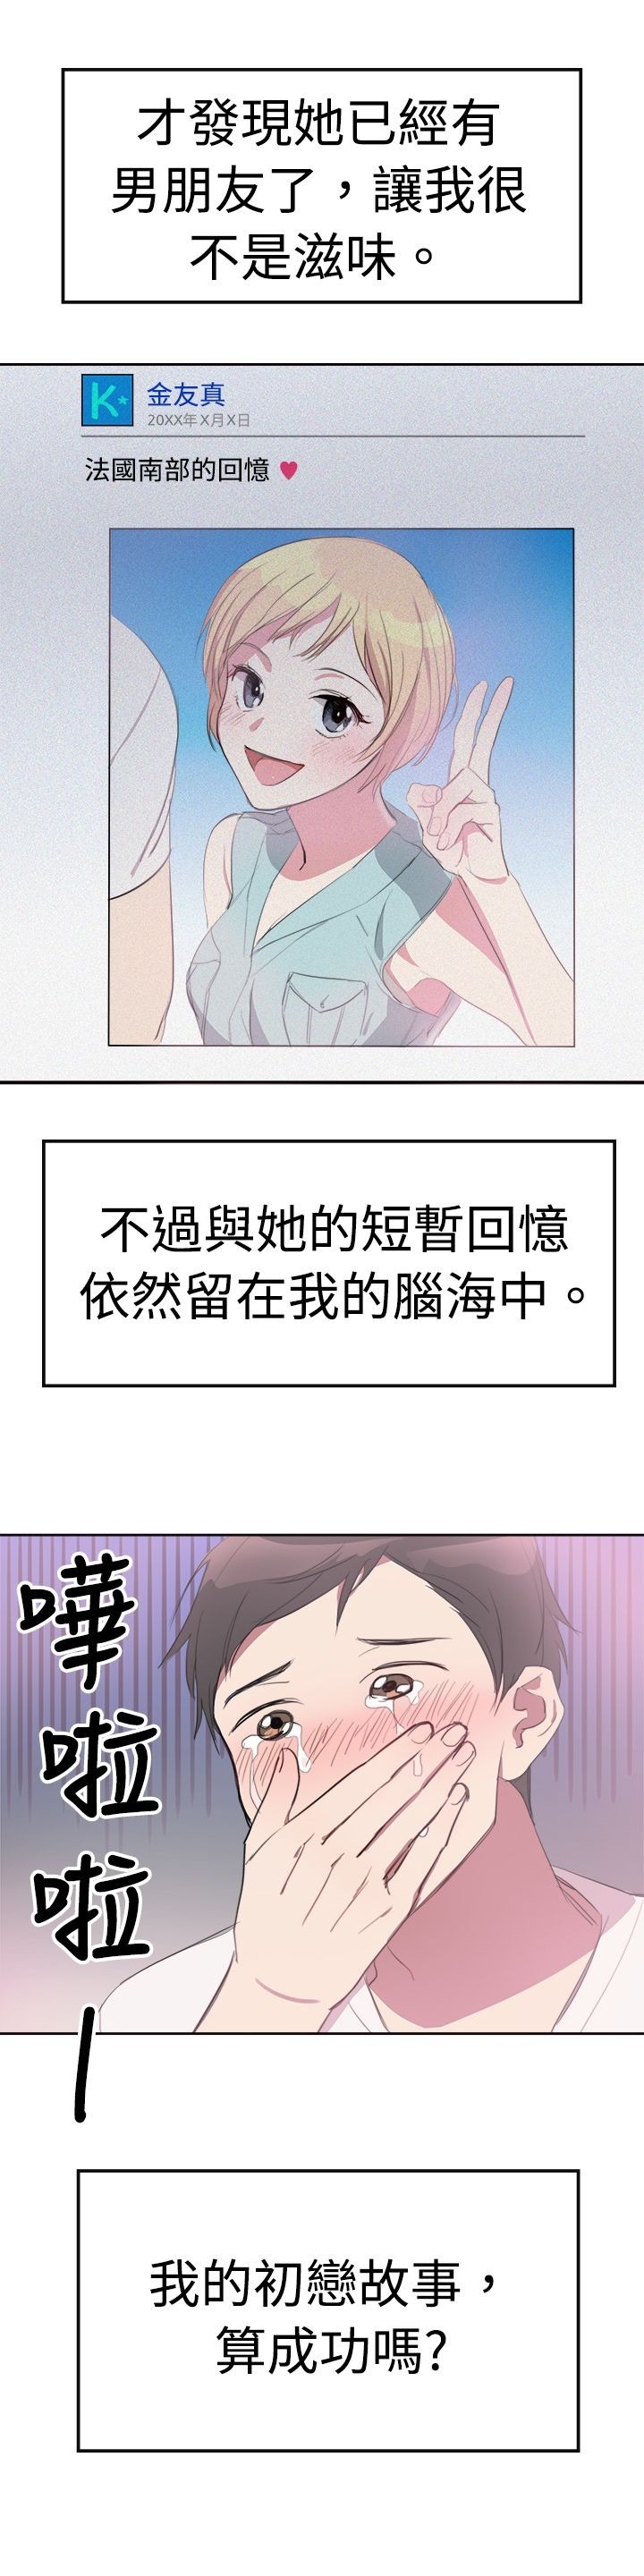 才發現她已經有
男朋友了，讓我很
不是滋味。
K
金友真
20XX年X月X日
法國南部的回憶♥
不過與她的短暫回憶
依然留在我的腦海中。
嘩啦啦—
我的初戀故事，
算成功嗎?